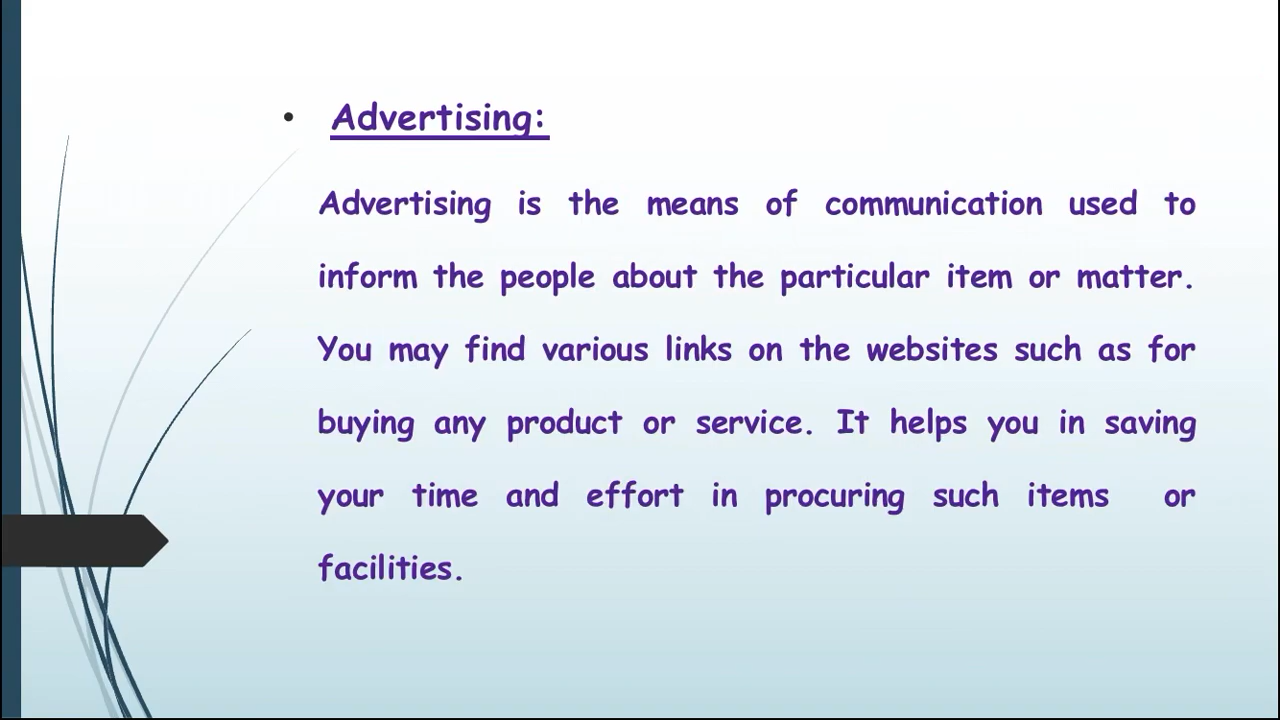 • Advertising:
Advertising is the means of communication used to
inform the people about the particular item or matter.
You may find various links on the websites such as for
buying any product or service. It helps you in saving
your time and effort in procuring such items or
facilities.